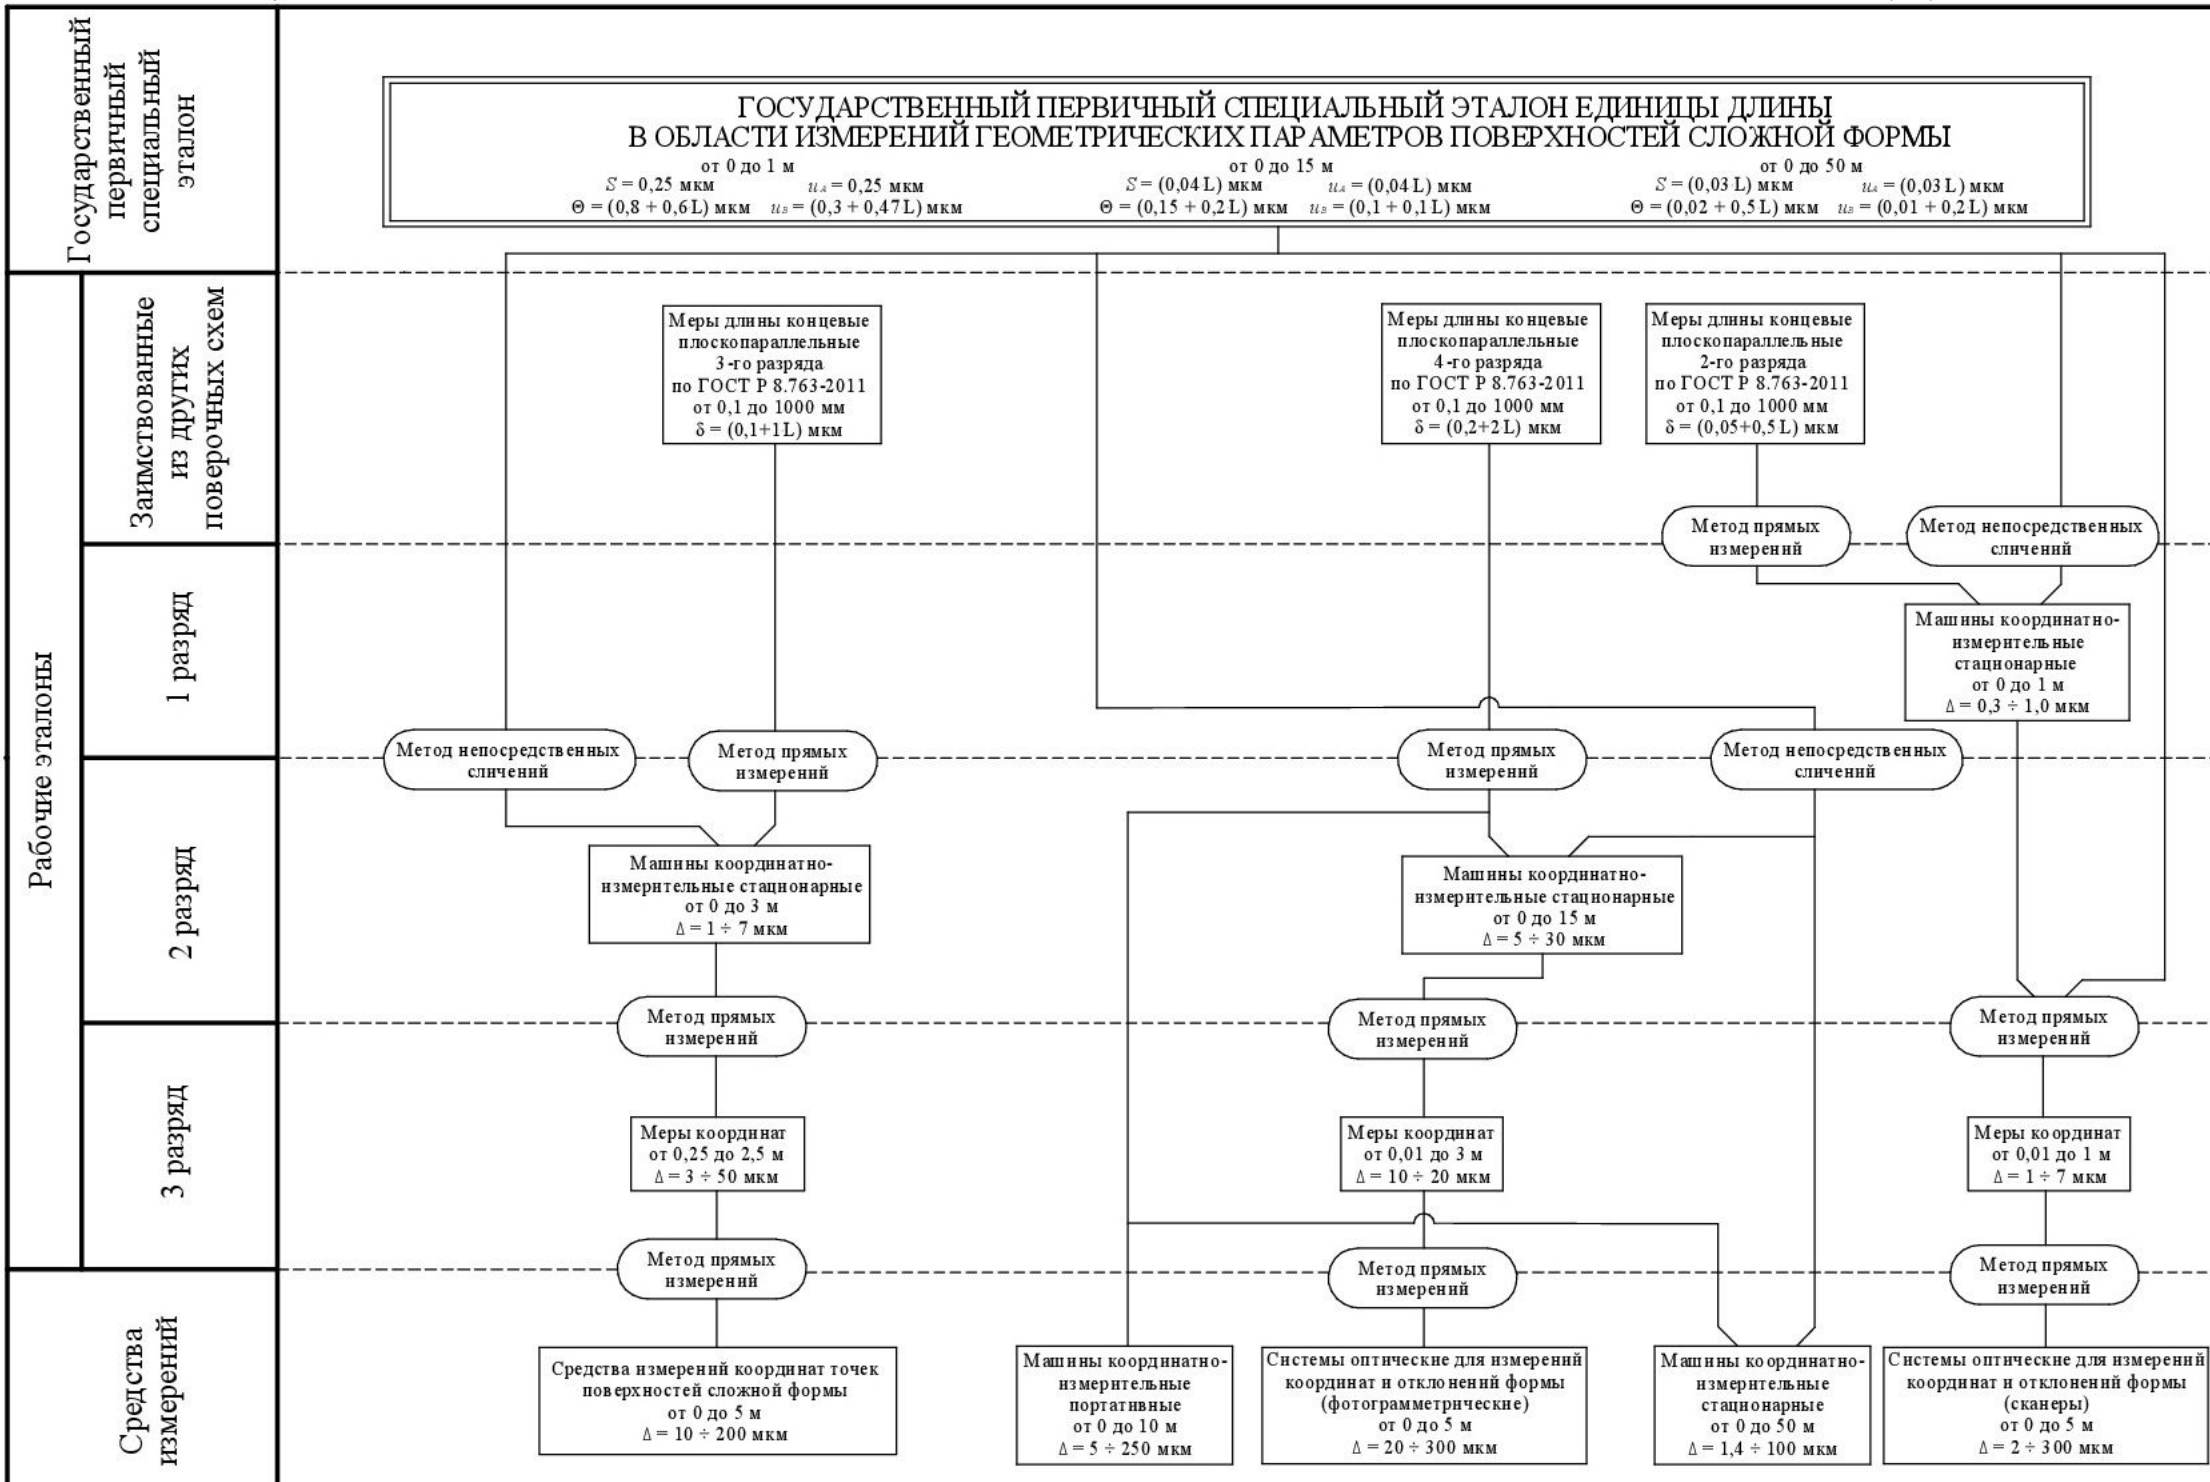 Государственный
первичный
специальный
эталон
ГОСУДАРСТВЕННЫЙ ПЕРВИЧНЫЙ СПЕЦИАЛЬНЫЙ ЭТАЛОН ЕДИНИЦЫ ДЛИНЫ
В ОБЛАСТИ ИЗМЕРЕНИЙ ГЕОМЕТРИЧЕСКИХ ПАРАМЕТРОВ ПОВЕРХНОСТЕЙ СЛОЖНОЙ ФОРМЫ
от 0 до 1 м
S = 0,25 мкм u_A = 0,25 мкм
Θ = (0,8 + 0,6·L) мкм u_B = (0,3 + 0,47·L) мкм
от 0 до 15 м
S = (0,04·L) мкм u_A = (0,04·L) мкм
Θ = (0,15 + 0,2·L) мкм u_B = (0,1 + 0,1·L) мкм
от 0 до 50 м
S = (0,03·L) мкм u_A = (0,03·L) мкм
Θ = (0,02 + 0,5·L) мкм u_B = (0,01 + 0,2·L) мкм
Рабочие эталоны
Заимствованные
из других
поверочных схем
Меры длины концевые
плоскопараллельные
3-го разряда
по ГОСТ Р 8.763-2011
от 0,1 до 1000 мм
δ = (0,1+1·L) мкм
Меры длины концевые
плоскопараллельные
4-го разряда
по ГОСТ Р 8.763-2011
от 0,1 до 1000 мм
δ = (0,2+2·L) мкм
Меры длины концевые
плоскопараллельные
2-го разряда
по ГОСТ Р 8.763-2011
от 0,1 до 1000 мм
δ = (0,05+0,5·L) мкм
Метод прямых
измерений
Метод непосредственных
сличений
1 разряд
Машины координатно-
измерительные
стационарные
от 0 до 1 м
Δ = 0,3 ÷ 1,0 мкм
Метод непосредственных
сличений
Метод прямых
измерений
Метод прямых
измерений
Метод непосредственных
сличений
2 разряд
Машины координатно-
измерительные стационарные
от 0 до 3 м
Δ = 1 ÷ 7 мкм
Машины координатно-
измерительные стационарные
от 0 до 15 м
Δ = 5 ÷ 30 мкм
Метод прямых
измерений
Метод прямых
измерений
Метод прямых
измерений
3 разряд
Меры координат
от 0,25 до 2,5 м
Δ = 3 ÷ 50 мкм
Меры координат
от 0,01 до 3 м
Δ = 10 ÷ 20 мкм
Меры координат
от 0,01 до 1 м
Δ = 1 ÷ 7 мкм
Метод прямых
измерений
Метод прямых
измерений
Метод прямых
измерений
Средства
измерений
Средства измерений координат точек
поверхностей сложной формы
от 0 до 5 м
Δ = 10 ÷ 200 мкм
Машины координатно-
измерительные
портативные
от 0 до 10 м
Δ = 5 ÷ 250 мкм
Системы оптические для измерений
координат и отклонений формы
(фотограмметрические)
от 0 до 5 м
Δ = 20 ÷ 300 мкм
Машины координатно-
измерительные
стационарные
от 0 до 50 м
Δ = 1,4 ÷ 100 мкм
Системы оптические для измерений
координат и отклонений формы
(сканеры)
от 0 до 5 м
Δ = 2 ÷ 300 мкм